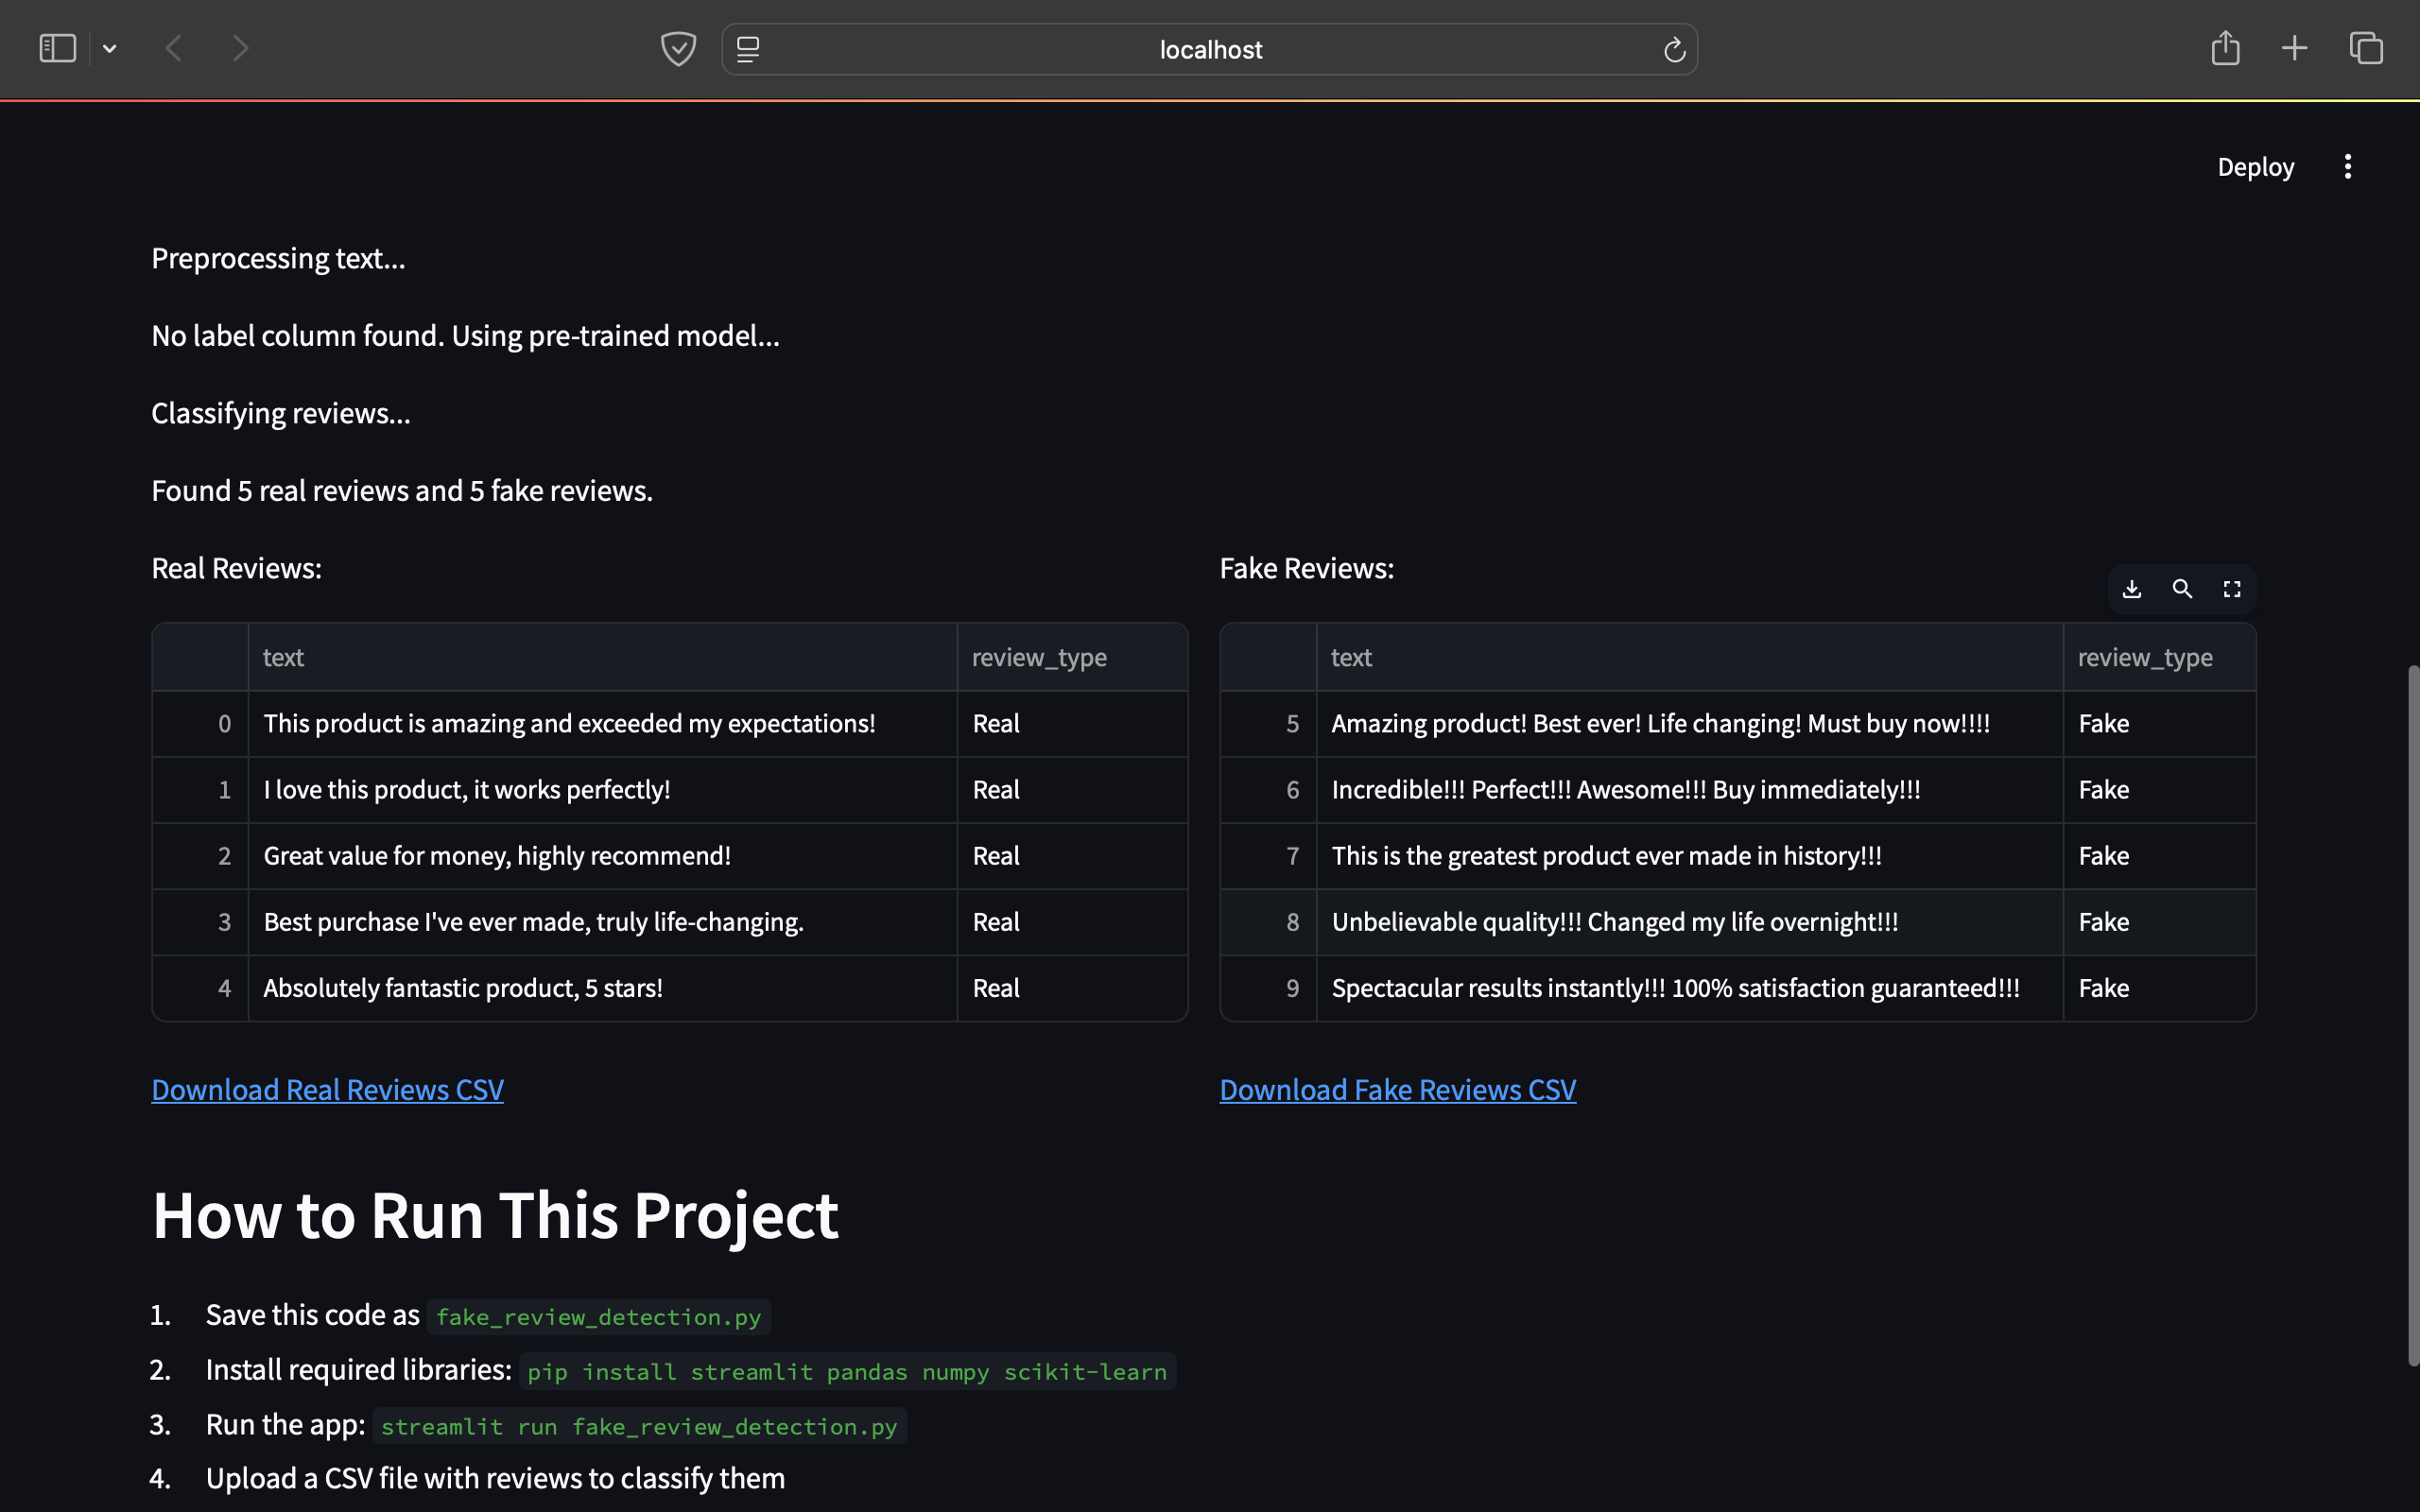 localhost
Deploy
Preprocessing text...
No label column found. Using pre-trained model...
Classifying reviews...
Found 5 real reviews and 5 fake reviews.
Real Reviews:
text review_type
0 This product is amazing and exceeded my expectations! Real
1 I love this product, it works perfectly! Real
2 Great value for money, highly recommend! Real
3 Best purchase I've ever made, truly life-changing. Real
4 Absolutely fantastic product, 5 stars! Real
Download Real Reviews CSV
Fake Reviews:
text review_type
5 Amazing product! Best ever! Life changing! Must buy now!!!! Fake
6 Incredible!!! Perfect!!! Awesome!!! Buy immediately!!! Fake
7 This is the greatest product ever made in history!!! Fake
8 Unbelievable quality!!! Changed my life overnight!!! Fake
9 Spectacular results instantly!!! 100% satisfaction guaranteed!!! Fake
Download Fake Reviews CSV
How to Run This Project
1. Save this code as fake_review_detection.py
2. Install required libraries: pip install streamlit pandas numpy scikit-learn
3. Run the app: streamlit run fake_review_detection.py
4. Upload a CSV file with reviews to classify them